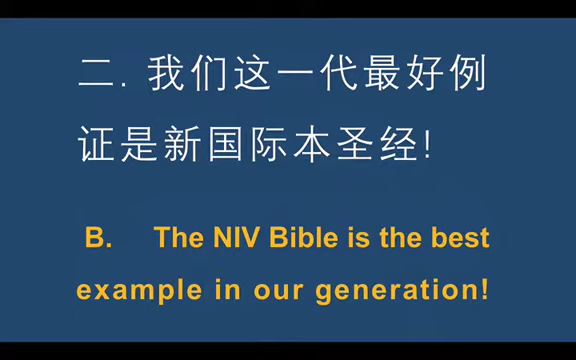 二. 我们这一代最好例
证是新国际本圣经!
B. The NIV Bible is the best
example in our generation!